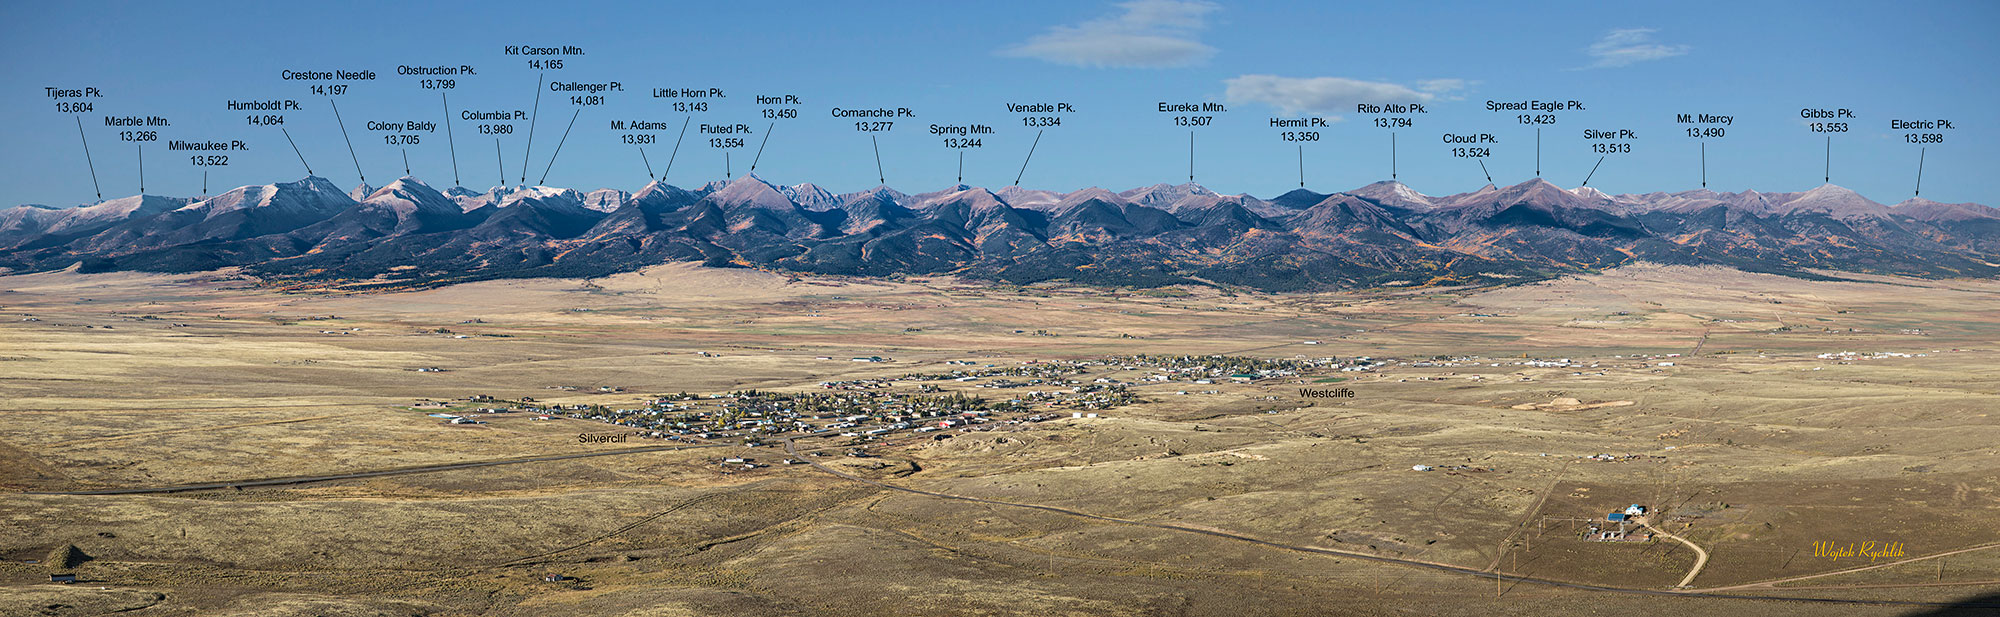 Tijeras Pk.
13,604
Marble Mtn.
13,266
Milwaukee Pk.
13,522
Humboldt Pk.
14,064
Crestone Needle
14,197
Colony Baldy
13,705
Obstruction Pk.
13,799
Columbia Pt.
13,980
Kit Carson Mtn.
14,165
Challenger Pt.
14,081
Mt. Adams
13,931
Little Horn Pk.
13,143
Fluted Pk.
13,554
Horn Pk.
13,450
Comanche Pk.
13,277
Spring Mtn.
13,244
Venable Pk.
13,334
Eureka Mtn.
13,507
Hermit Pk.
13,350
Rito Alto Pk.
13,794
Cloud Pk.
13,524
Spread Eagle Pk.
13,423
Silver Pk.
13,513
Mt. Marcy
13,490
Gibbs Pk.
13,553
Electric Pk.
13,598
Westcliffe
Silverclif
Wojtek Rychlik